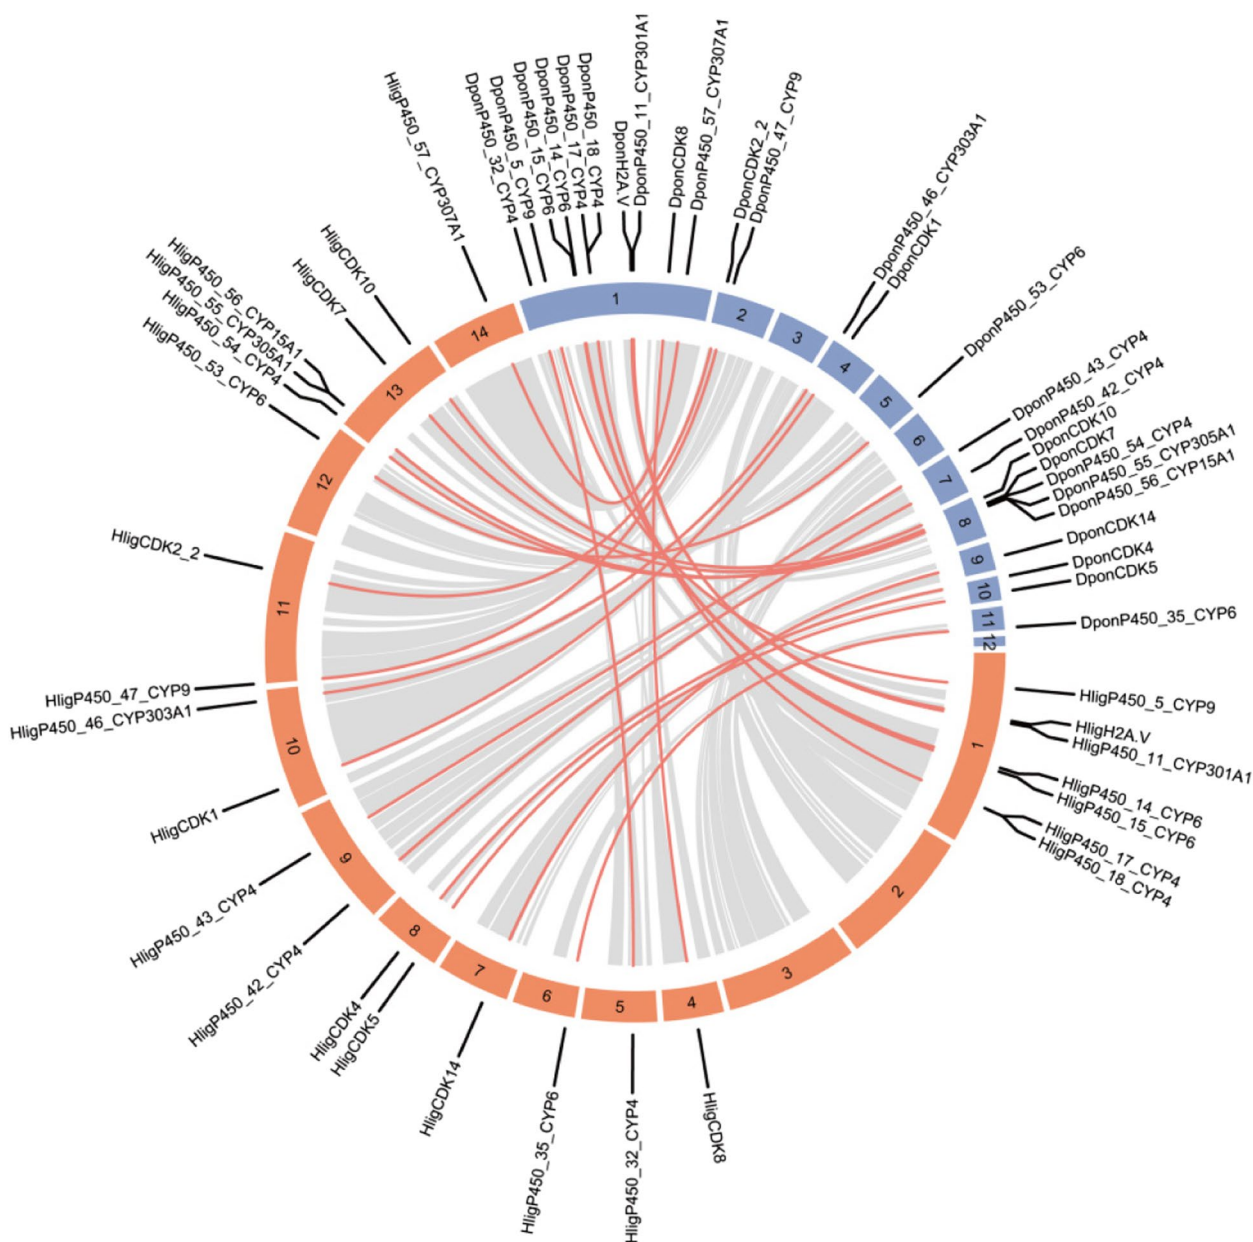 HligP450_57_CYP307A1
DponP450_32_CYP4
DponP450_5_CYP9
DponP450_15_CYP6
DponP450_14_CYP6
DponP450_17_CYP4
DponP450_18_CYP4
DponH2A.V
DponP450_11_CYP301A1
DponCDK8
DponP450_57_CYP307A1
DponCDK2_2
DponP450_47_CYP9
DponP450_46_CYP303A1
DponCDK1
DponP450_53_CYP6
DponP450_43_CYP4
DponP450_42_CYP4
DponCDK10
DponCDK7
DponP450_54_CYP4
DponP450_55_CYP305A1
DponP450_56_CYP15A1
DponCDK14
DponCDK4
DponCDK5
DponP450_35_CYP6
HligP450_5_CYP9
HligH2A.V
HligP450_11_CYP301A1
HligP450_14_CYP6
HligP450_15_CYP6
HligP450_17_CYP4
HligP450_18_CYP4
HligCDK8
HligP450_32_CYP4
HligP450_35_CYP6
HligCDK14
HligCDK5
HligCDK4
HligP450_42_CYP4
HligP450_43_CYP4
HligCDK1
HligP450_46_CYP303A1
HligP450_47_CYP9
HligCDK2_2
HligP450_53_CYP6
HligP450_54_CYP4
HligP450_55_CYP305A1
HligP450_56_CYP15A1
HligCDK7
HligCDK10
1
2
3
4
5
6
7
8
9
10
11
12
1
2
3
4
5
6
7
8
9
10
11
12
13
14